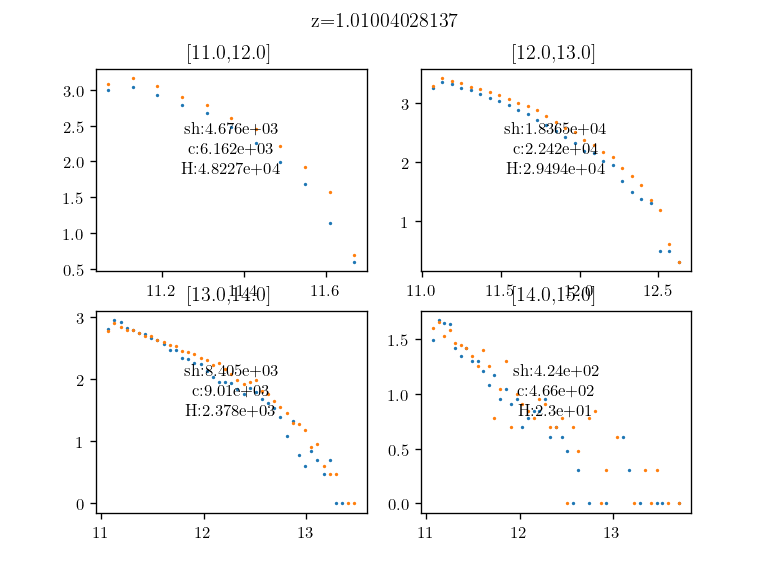 z=1.01004028137
[11.0,12.0]
3.0
2.5
2.0
1.5
1.0
0.5
sh:4.676e+03
c:6.162e+03
H:4.8227e+04
11.2 11.4 11.6
[12.0,13.0]
3
2
1
sh:1.8365e+04
c:2.242e+04
H:2.9494e+04
11.0 11.5 12.0 12.5
[13.0,14.0]
3
2
1
0
sh:8.405e+03
c:9.01e+03
H:2.378e+03
11 12 13
[14.0,15.0]
1.5
1.0
0.5
0.0
sh:4.24e+02
c:4.66e+02
H:2.3e+01
11 12 13